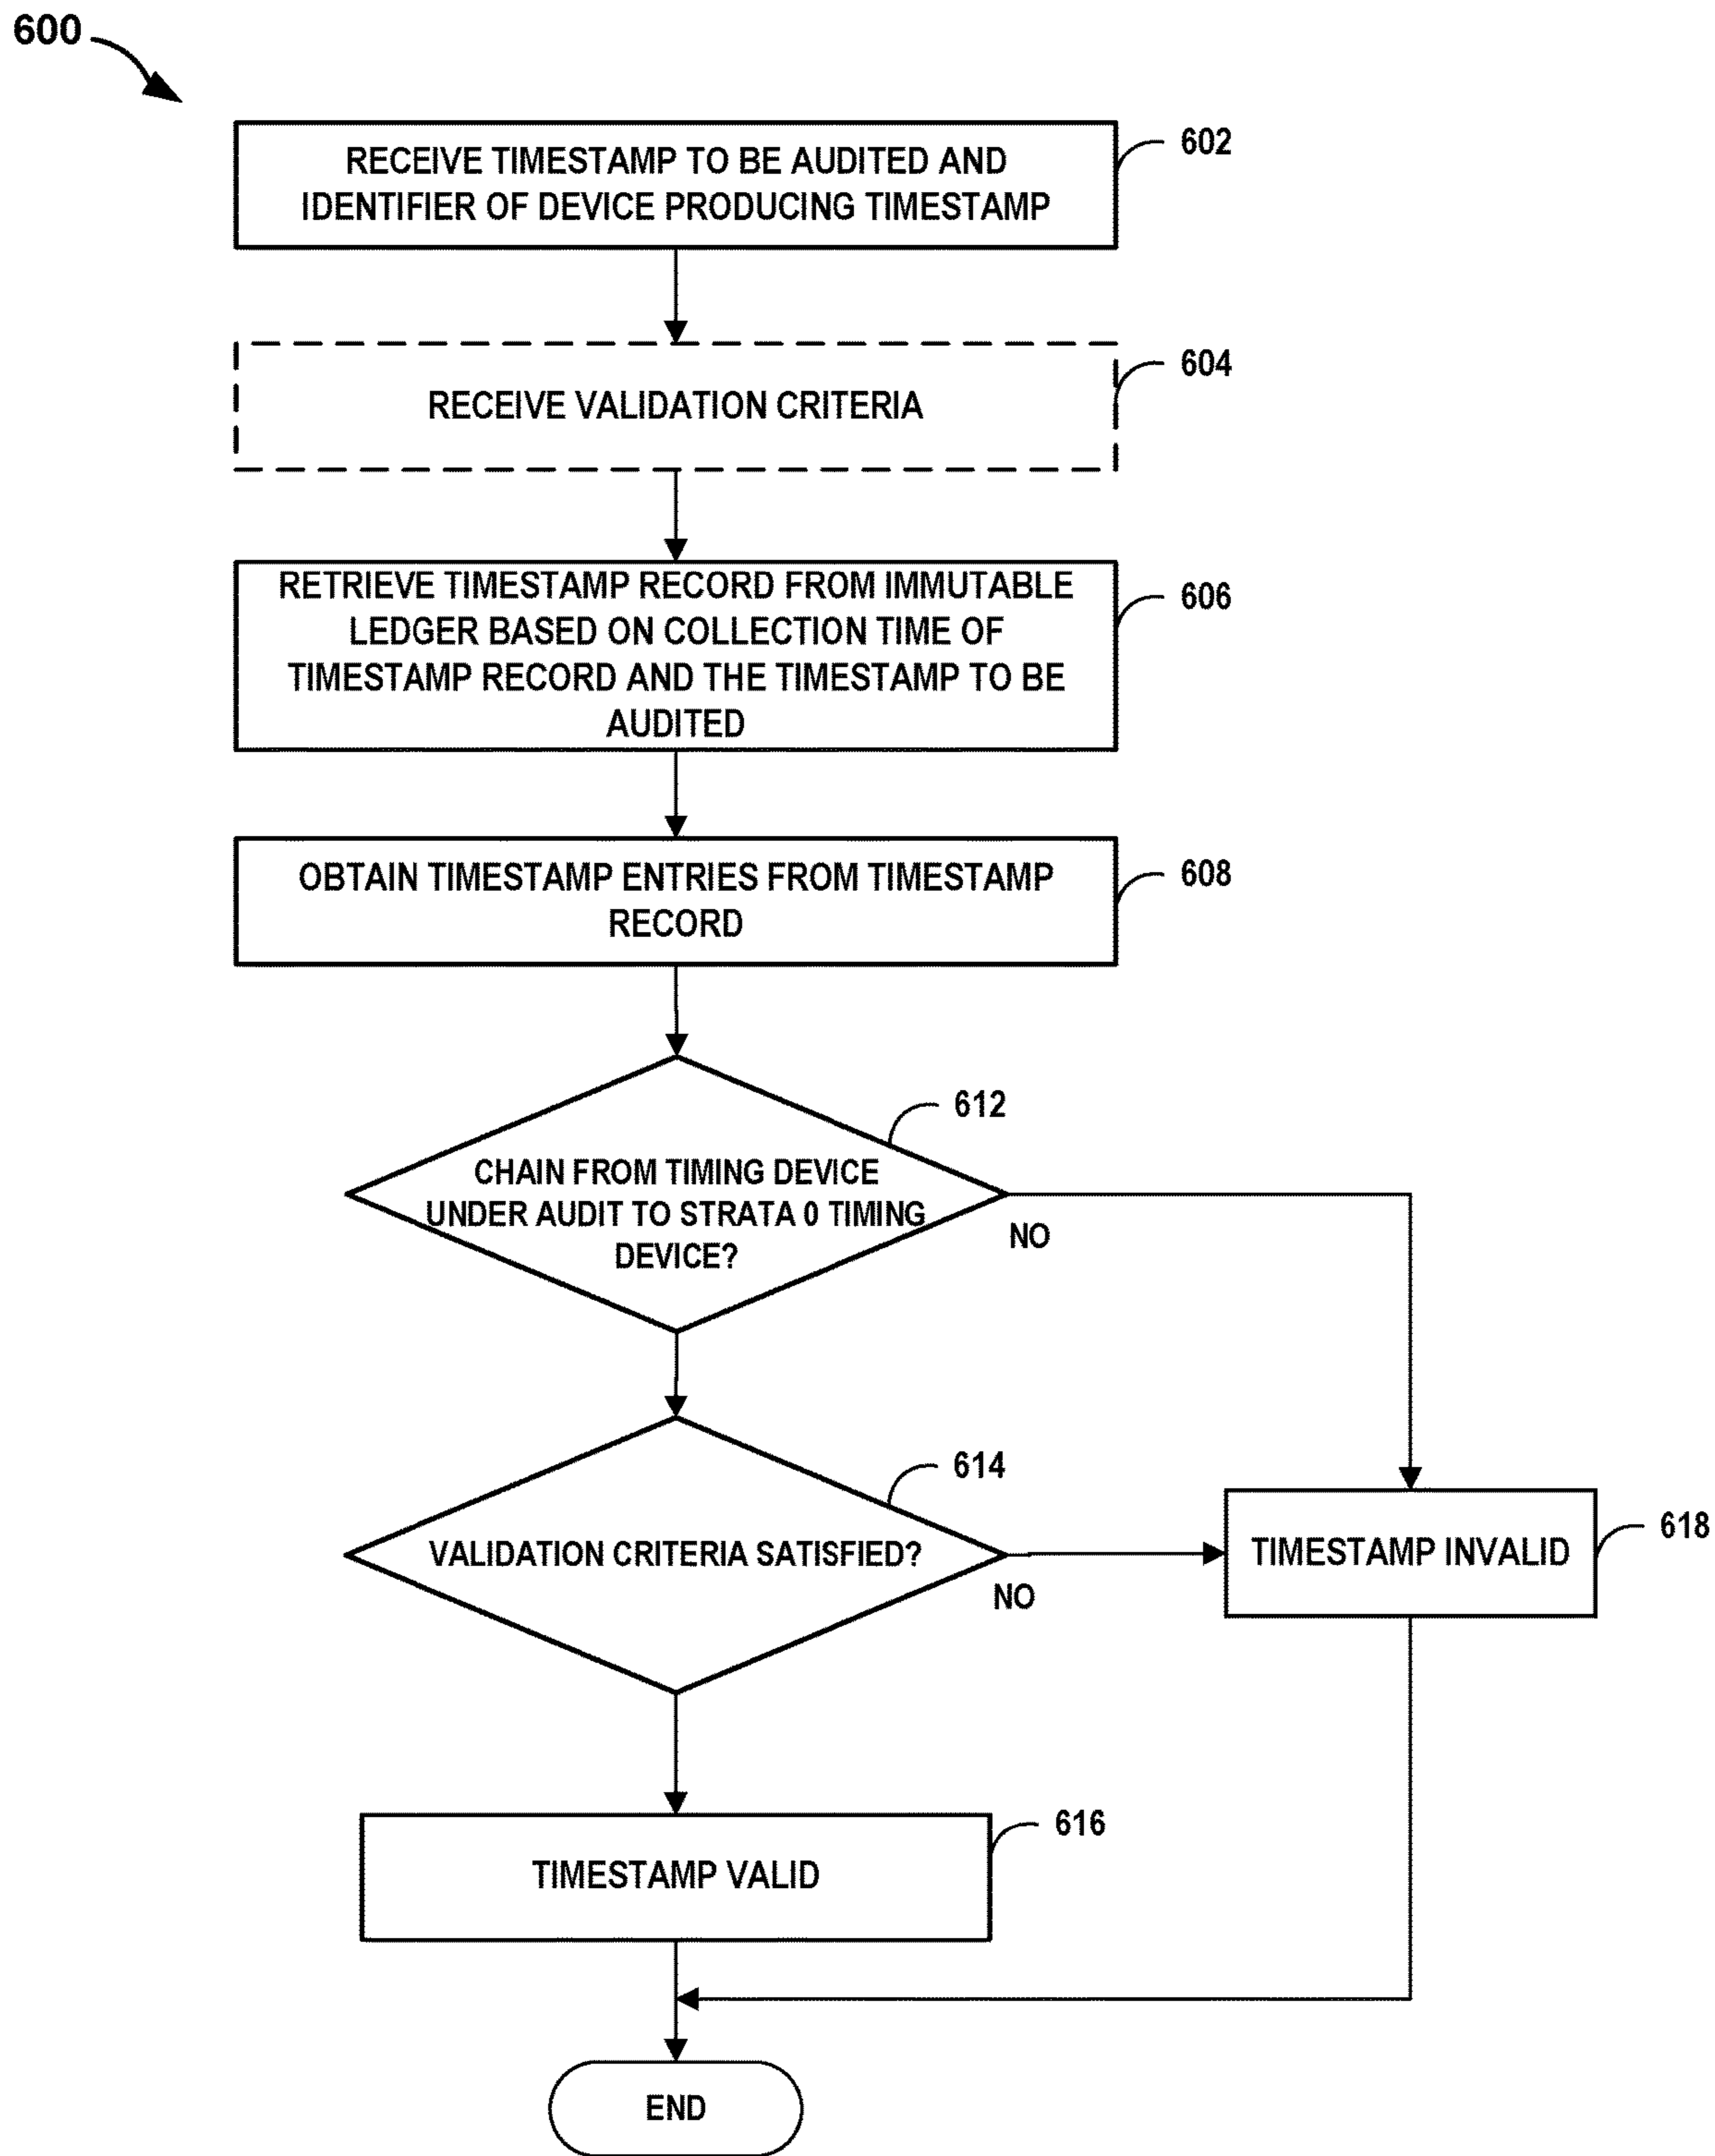 600
RECEIVE TIMESTAMP TO BE AUDITED AND
IDENTIFIER OF DEVICE PRODUCING TIMESTAMP
602
RECEIVE VALIDATION CRITERIA
604
RETRIEVE TIMESTAMP RECORD FROM IMMUTABLE
LEDGER BASED ON COLLECTION TIME OF
TIMESTAMP RECORD AND THE TIMESTAMP TO BE
AUDITED
606
OBTAIN TIMESTAMP ENTRIES FROM TIMESTAMP
RECORD
608
612
CHAIN FROM TIMING DEVICE
UNDER AUDIT TO STRATA 0 TIMING
DEVICE?
NO
614
VALIDATION CRITERIA SATISFIED?
NO
TIMESTAMP INVALID
618
616
TIMESTAMP VALID
END